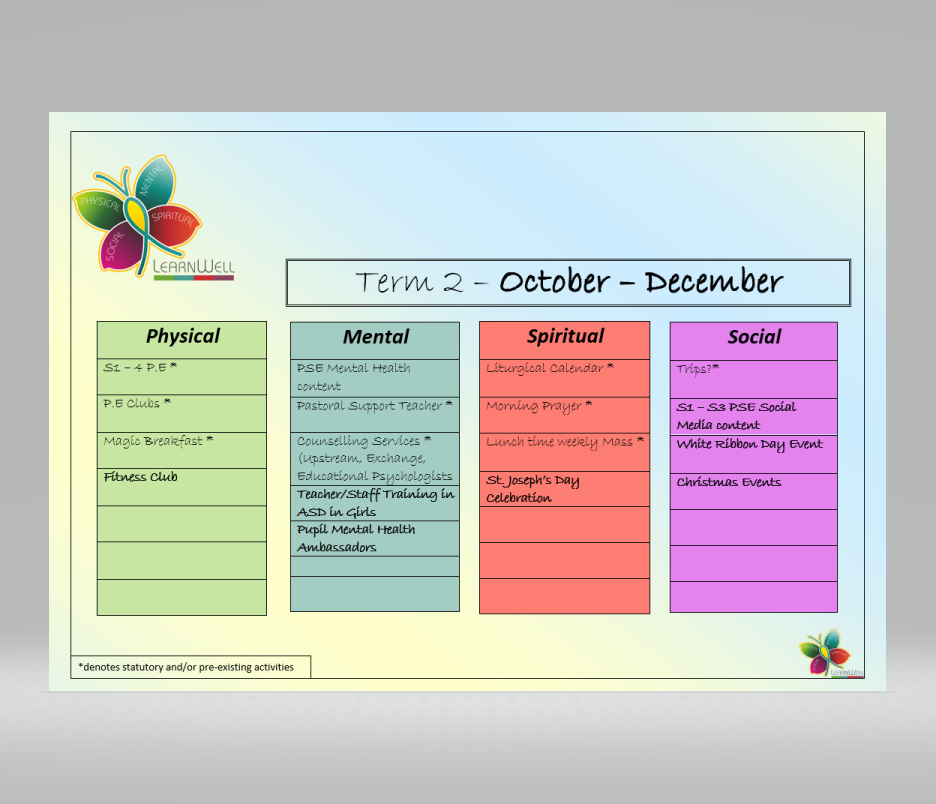 PHYSICAL
MENTAL
SPIRITUAL
SOCIAL
LEARNWELL
Term 2 – October – December
Physical
S1 – 4 P.E *
P.E Clubs *
Magic Breakfast *
Fitness Club
Mental
PSE Mental Health
content
Pastoral Support Teacher *
Counselling Services *
(Upstream, Exchange,
Educational Psychologists
Teacher/Staff Training in
ASD in Girls
Pupil Mental Health
Ambassadors
Spiritual
Liturgical Calendar *
Morning Prayer *
Lunch time weekly Mass *
St. Joseph's Day
Celebration
Social
Trips?*
S1 – S3 PSE Social
Media content
White Ribbon Day Event
Christmas Events
*denotes statutory and/or pre-existing activities
LEARNWELL